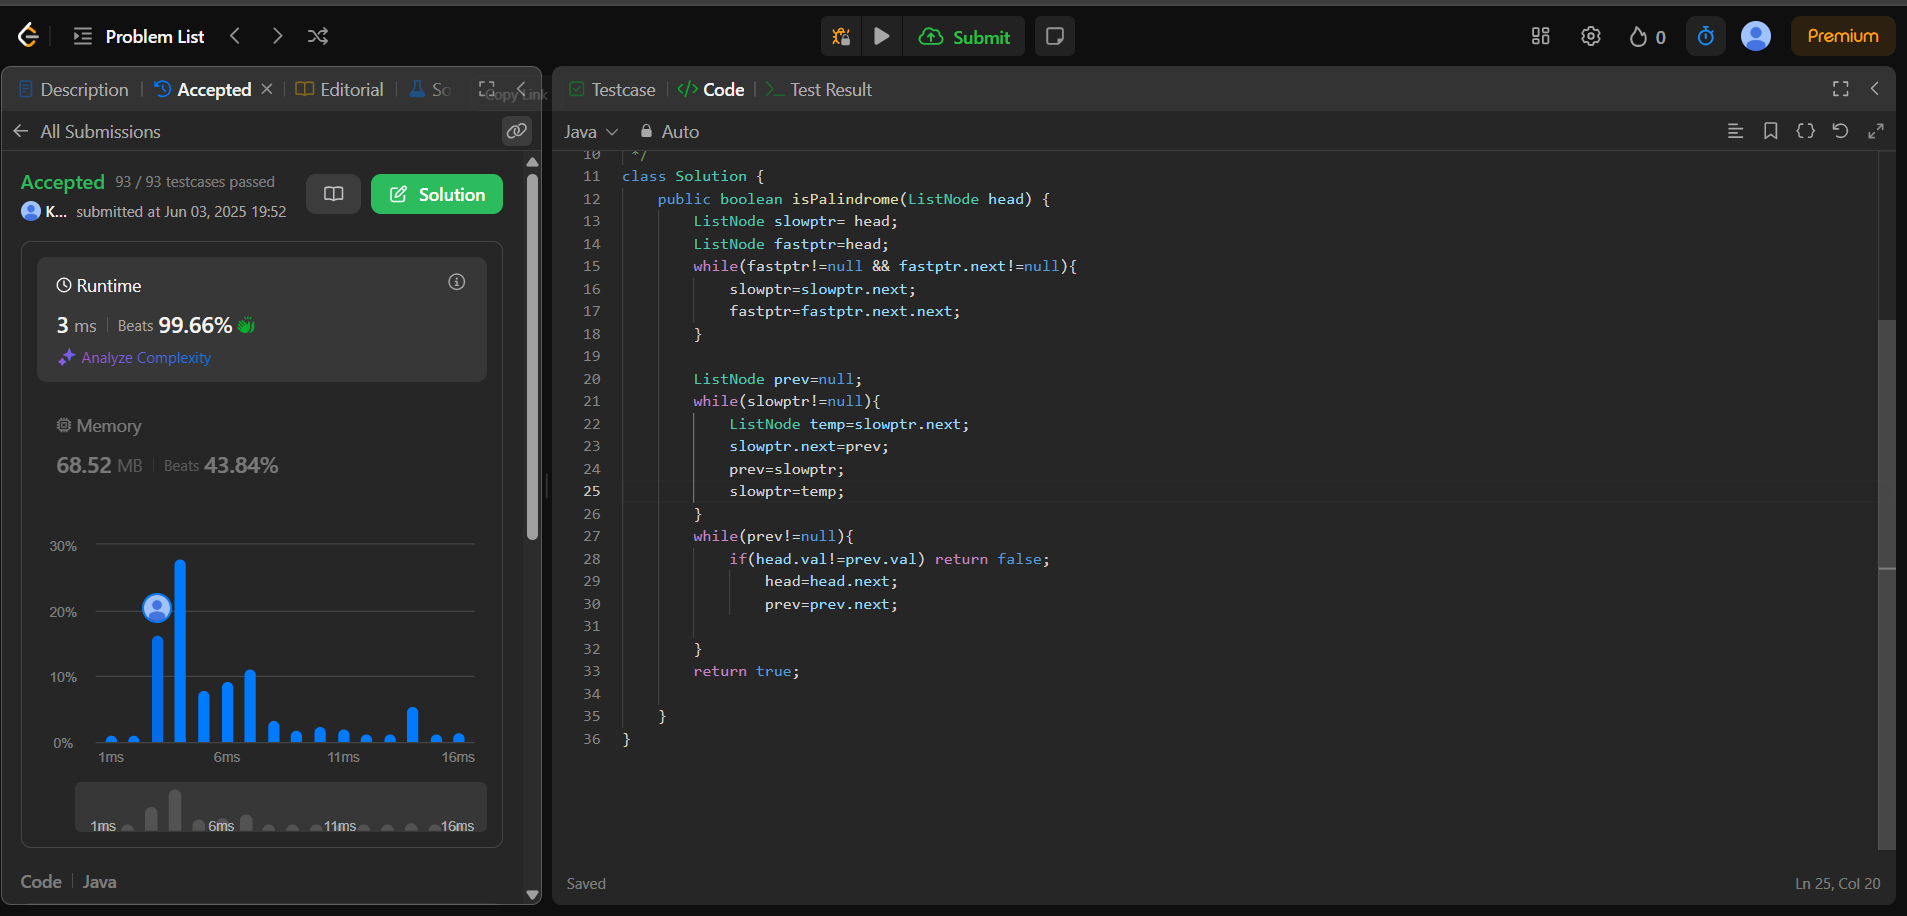 Problem List
Submit
0
Premium
Description
Accepted
Editorial
So
Copy Link
Testcase
</> Code
Test Result
All Submissions
Java
Auto
Accepted 93 / 93 testcases passed
K... submitted at Jun 03, 2025 19:52
Solution
Runtime
3 ms Beats 99.66%
Analyze Complexity
Memory
68.52 MB Beats 43.84%
30%
20%
10%
0%
1ms 6ms 11ms 16ms
1ms 6ms 11ms 16ms
Code Java
10 */
11 class Solution {
12 public boolean isPalindrome(ListNode head) {
13 ListNode slowptr= head;
14 ListNode fastptr=head;
15 while(fastptr!=null && fastptr.next!=null){
16 slowptr=slowptr.next;
17 fastptr=fastptr.next.next;
18 }
19
20 ListNode prev=null;
21 while(slowptr!=null){
22 ListNode temp=slowptr.next;
23 slowptr.next=prev;
24 prev=slowptr;
25 slowptr=temp;
26 }
27 while(prev!=null){
28 if(head.val!=prev.val) return false;
29 head=head.next;
30 prev=prev.next;
31
32 }
33 return true;
34
35 }
36 }
Saved
Ln 25, Col 20